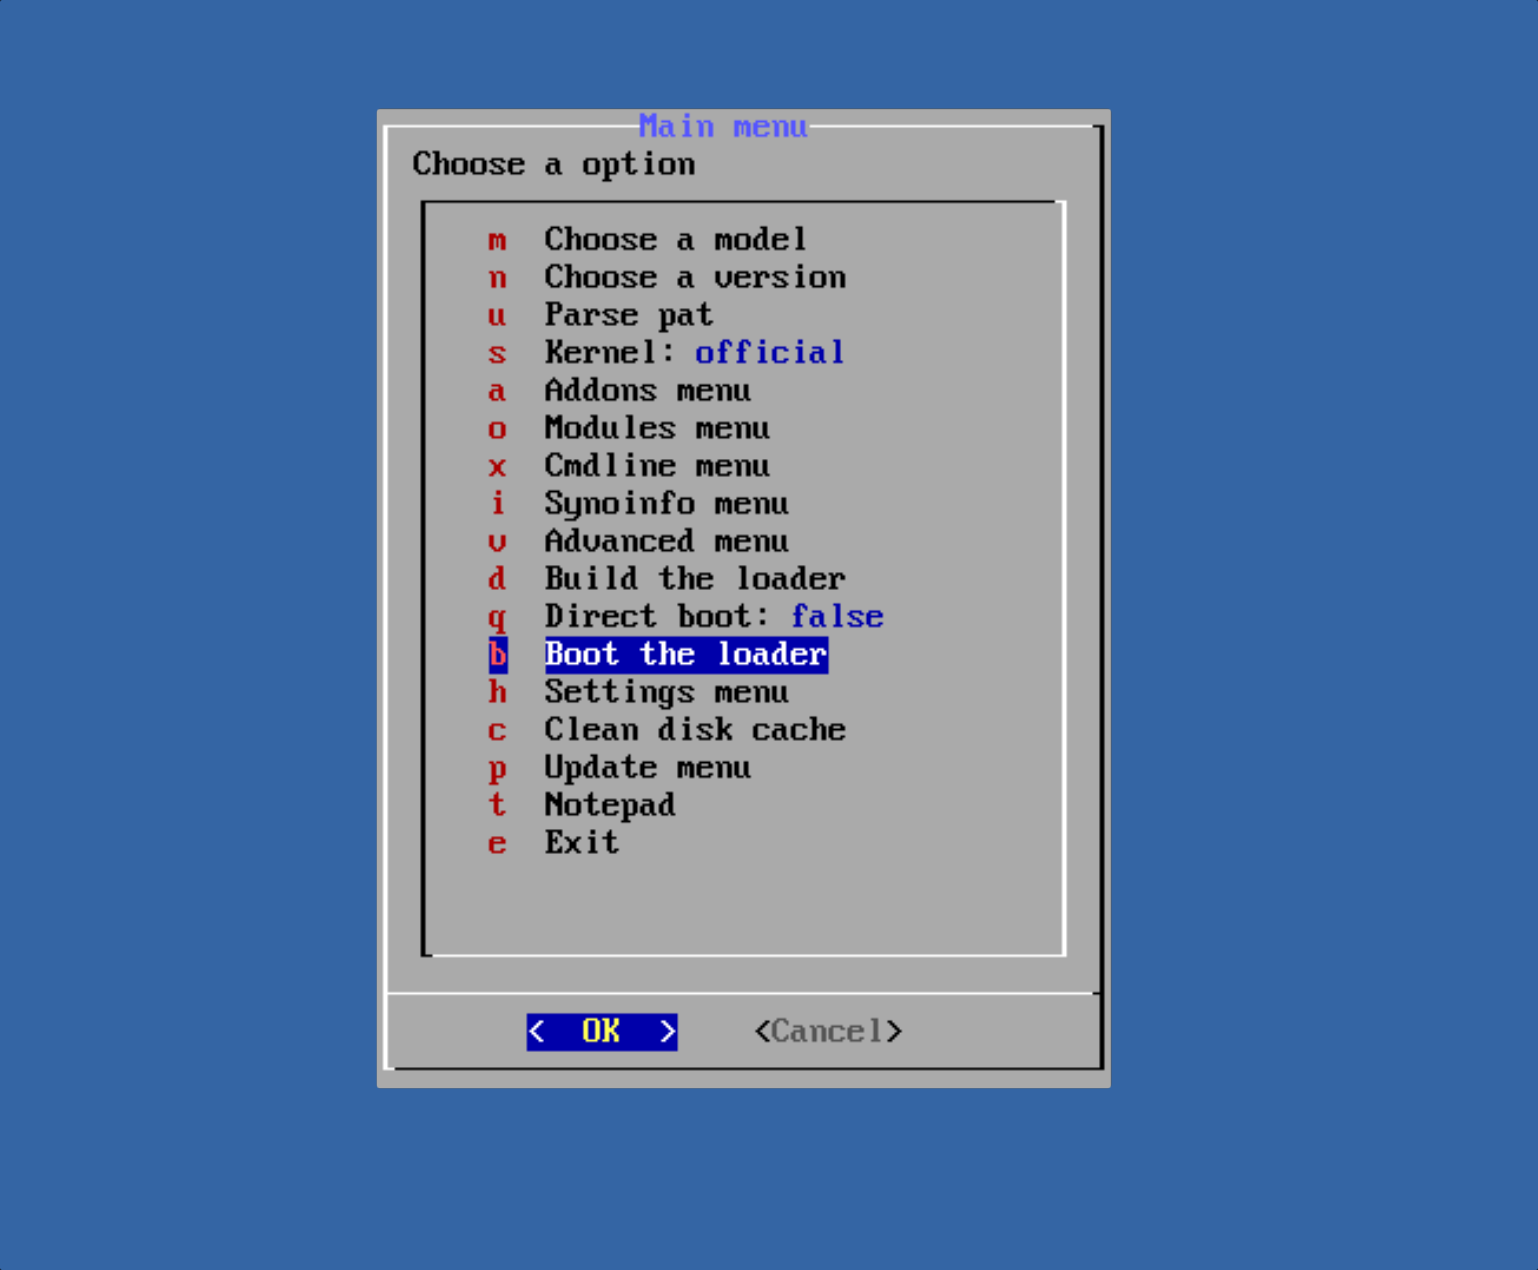 Main menu
Choose a option
m Choose a model
n Choose a version
u Parse pat
s Kernel: official
a Addons menu
o Modules menu
x Cmdline menu
i Synoinfo menu
v Advanced menu
d Build the loader
q Direct boot: false
b Boot the loader
h Settings menu
c Clean disk cache
p Update menu
t Notepad
e Exit
< OK > <Cancel>